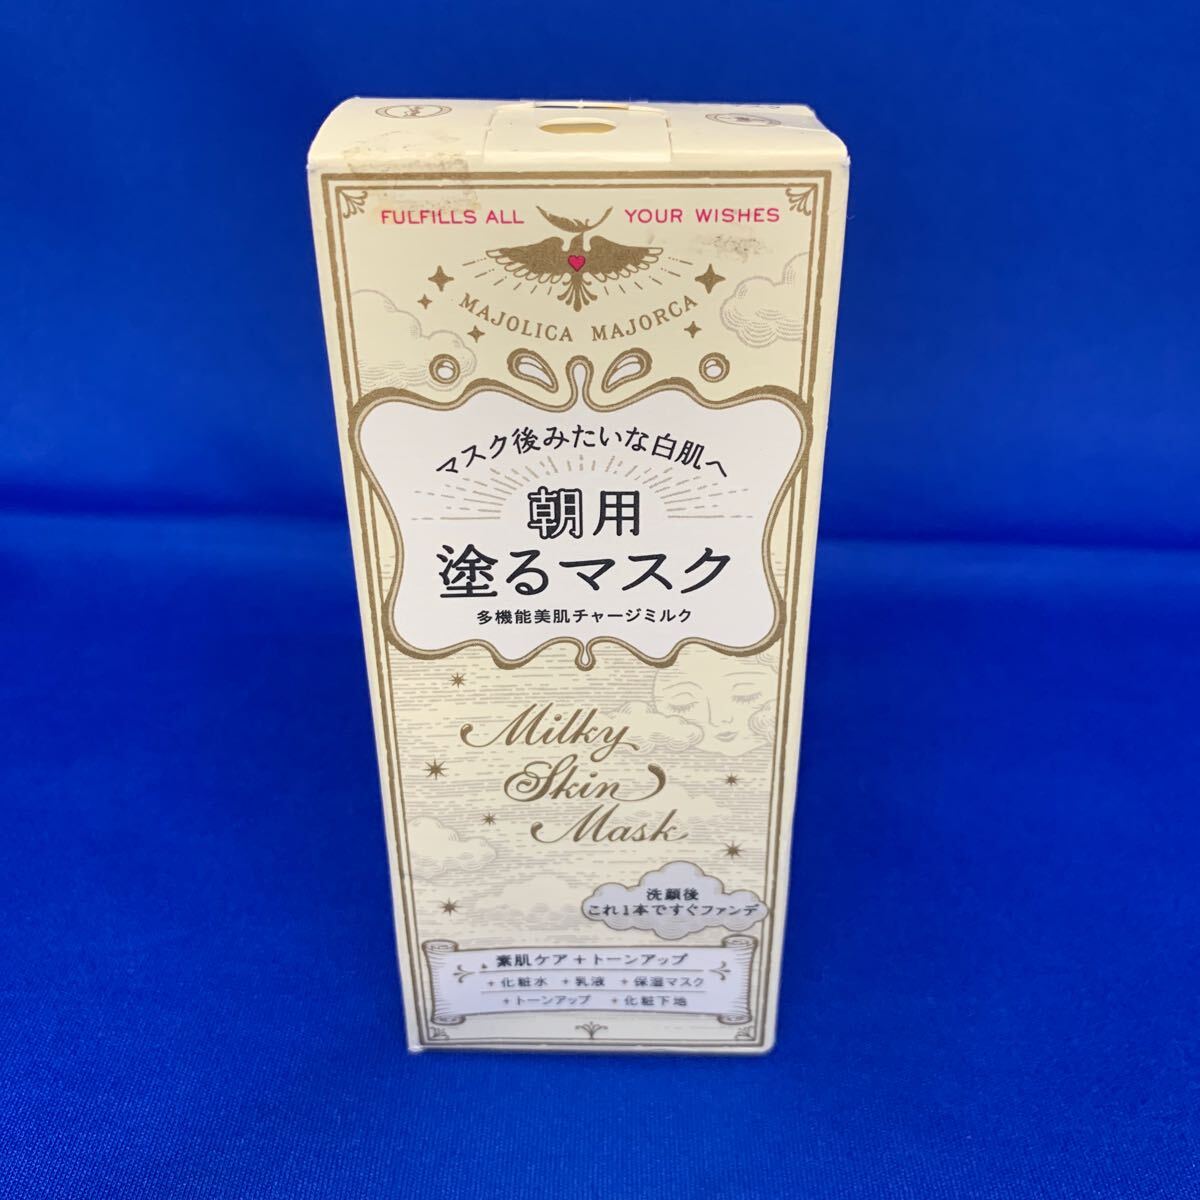 FULFILLS ALL YOUR WISHES
MAJOLICA MAJORCA
マスク後みたいな白肌へ
朝用
塗るマスク
多機能美肌チャージミルク
Milky
Skin
Mask
洗顔後
これ1本ですぐファンデ
素肌ケア+トーンアップ
+化粧水 +乳液 +保湿マスク
+トーンアップ +化粧下地